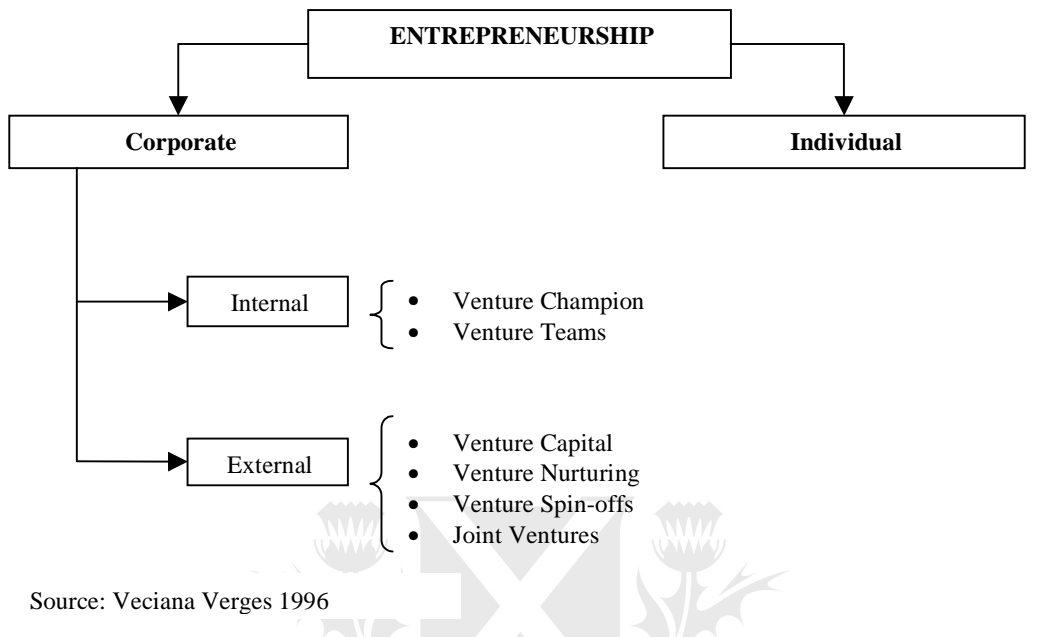 ENTREPRENEURSHIP
Corporate
Individual
Internal
• Venture Champion
• Venture Teams
External
• Venture Capital
• Venture Nurturing
• Venture Spin-offs
• Joint Ventures
Source: Veciana Verges 1996